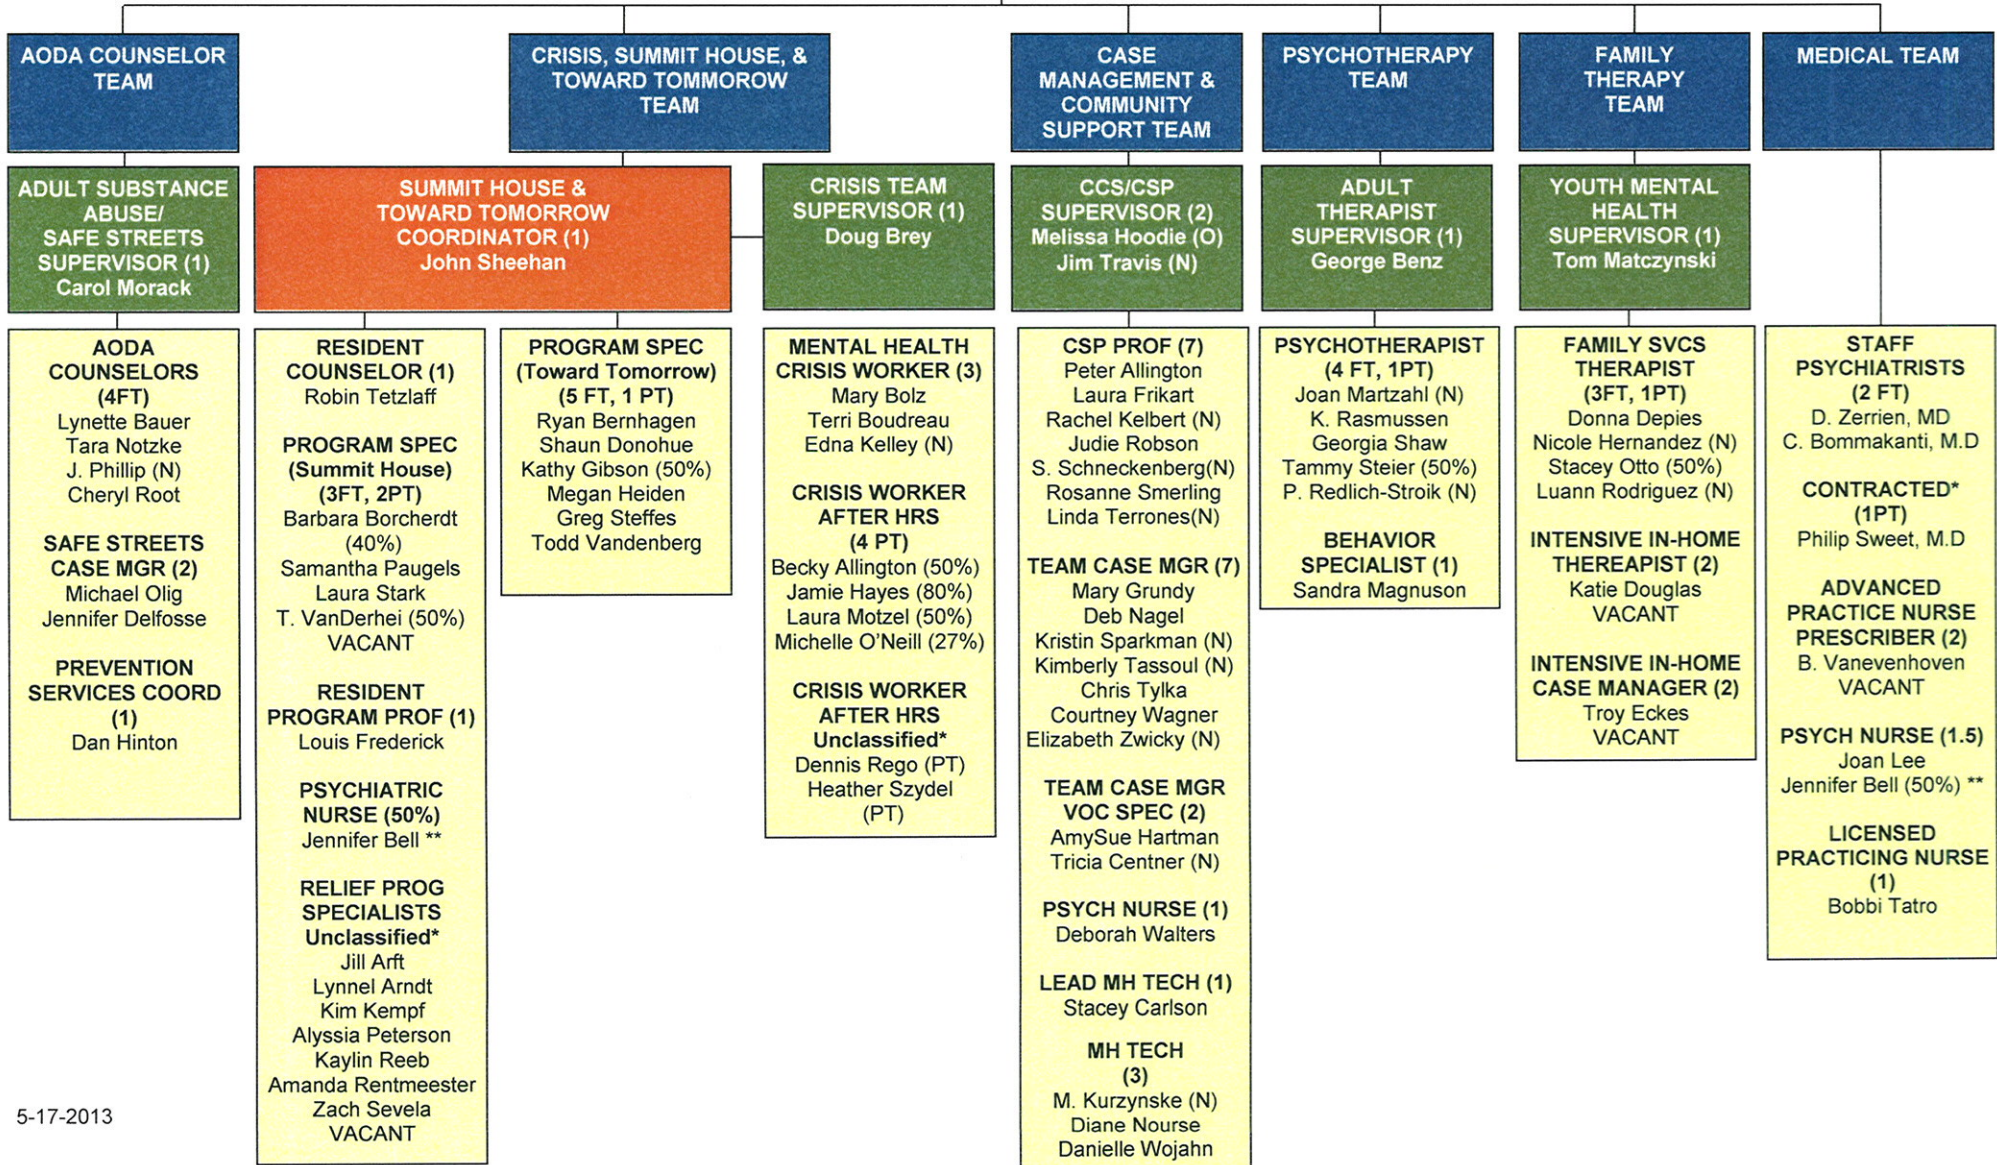 AODA COUNSELOR
TEAM
CRISIS, SUMMIT HOUSE, &
TOWARD TOMMOROW
TEAM
CASE
MANAGEMENT &
COMMUNITY
SUPPORT TEAM
PSYCHOTHERAPY
TEAM
FAMILY
THERAPY
TEAM
MEDICAL TEAM
ADULT SUBSTANCE
ABUSE/
SAFE STREETS
SUPERVISOR (1)
Carol Morack
SUMMIT HOUSE &
TOWARD TOMORROW
COORDINATOR (1)
John Sheehan
CRISIS TEAM
SUPERVISOR (1)
Doug Brey
CCS/CSP
SUPERVISOR (2)
Melissa Hoodie (O)
Jim Travis (N)
ADULT
THERAPIST
SUPERVISOR (1)
George Benz
YOUTH MENTAL
HEALTH
SUPERVISOR (1)
Tom Matczynski
AODA
COUNSELORS
(4FT)
Lynette Bauer
Tara Notzke
J. Phillip (N)
Cheryl Root
SAFE STREETS
CASE MGR (2)
Michael Olig
Jennifer Delfosse
PREVENTION
SERVICES COORD
(1)
Dan Hinton
RESIDENT
COUNSELOR (1)
Robin Tetzlaff
PROGRAM SPEC
(Summit House)
(3FT, 2PT)
Barbara Borcherdt
(40%)
Samantha Paugels
Laura Stark
T. VanDerhei (50%)
VACANT
RESIDENT
PROGRAM PROF (1)
Louis Frederick
PSYCHIATRIC
NURSE (50%)
Jennifer Bell **
RELIEF PROG
SPECIALISTS
Unclassified*
Jill Arft
Lynnel Arndt
Kim Kempf
Alyssia Peterson
Kaylin Reeb
Amanda Rentmeester
Zach Sevela
VACANT
PROGRAM SPEC
(Toward Tomorrow)
(5 FT, 1 PT)
Ryan Bernhagen
Shaun Donohue
Kathy Gibson (50%)
Megan Heiden
Greg Steffes
Todd Vandenberg
MENTAL HEALTH
CRISIS WORKER (3)
Mary Bolz
Terri Boudreau
Edna Kelley (N)
CRISIS WORKER
AFTER HRS
(4 PT)
Becky Allington (50%)
Jamie Hayes (80%)
Laura Motzel (50%)
Michelle O'Neill (27%)
CRISIS WORKER
AFTER HRS
Unclassified*
Dennis Rego (PT)
Heather Szydel
(PT)
CSP PROF (7)
Peter Allington
Laura Frikart
Rachel Kelbert (N)
Judie Robson
S. Schneckenberg(N)
Rosanne Smerling
Linda Terrones(N)
TEAM CASE MGR (7)
Mary Grundy
Deb Nagel
Kristin Sparkman (N)
Kimberly Tassoul (N)
Chris Tylka
Courtney Wagner
Elizabeth Zwicky (N)
TEAM CASE MGR
VOC SPEC (2)
AmySue Hartman
Tricia Centner (N)
PSYCH NURSE (1)
Deborah Walters
LEAD MH TECH (1)
Stacey Carlson
MH TECH
(3)
M. Kurzynske (N)
Diane Nourse
Danielle Wojahn
PSYCHOTHERAPIST
(4 FT, 1PT)
Joan Martzahl (N)
K. Rasmussen
Georgia Shaw
Tammy Steier (50%)
P. Redlich-Stroik (N)
BEHAVIOR
SPECIALIST (1)
Sandra Magnuson
FAMILY SVCS
THERAPIST
(3FT, 1PT)
Donna Depies
Nicole Hernandez (N)
Stacey Otto (50%)
Luann Rodriguez (N)
INTENSIVE IN-HOME
THEREAPIST (2)
Katie Douglas
VACANT
INTENSIVE IN-HOME
CASE MANAGER (2)
Troy Eckes
VACANT
STAFF
PSYCHIATRISTS
(2 FT)
D. Zerrien, MD
C. Bommakanti, M.D
CONTRACTED*
(1PT)
Philip Sweet, M.D
ADVANCED
PRACTICE NURSE
PRESCRIBER (2)
B. Vanevenhoven
VACANT
PSYCH NURSE (1.5)
Joan Lee
Jennifer Bell (50%) **
LICENSED
PRACTICING NURSE
(1)
Bobbi Tatro
5-17-2013